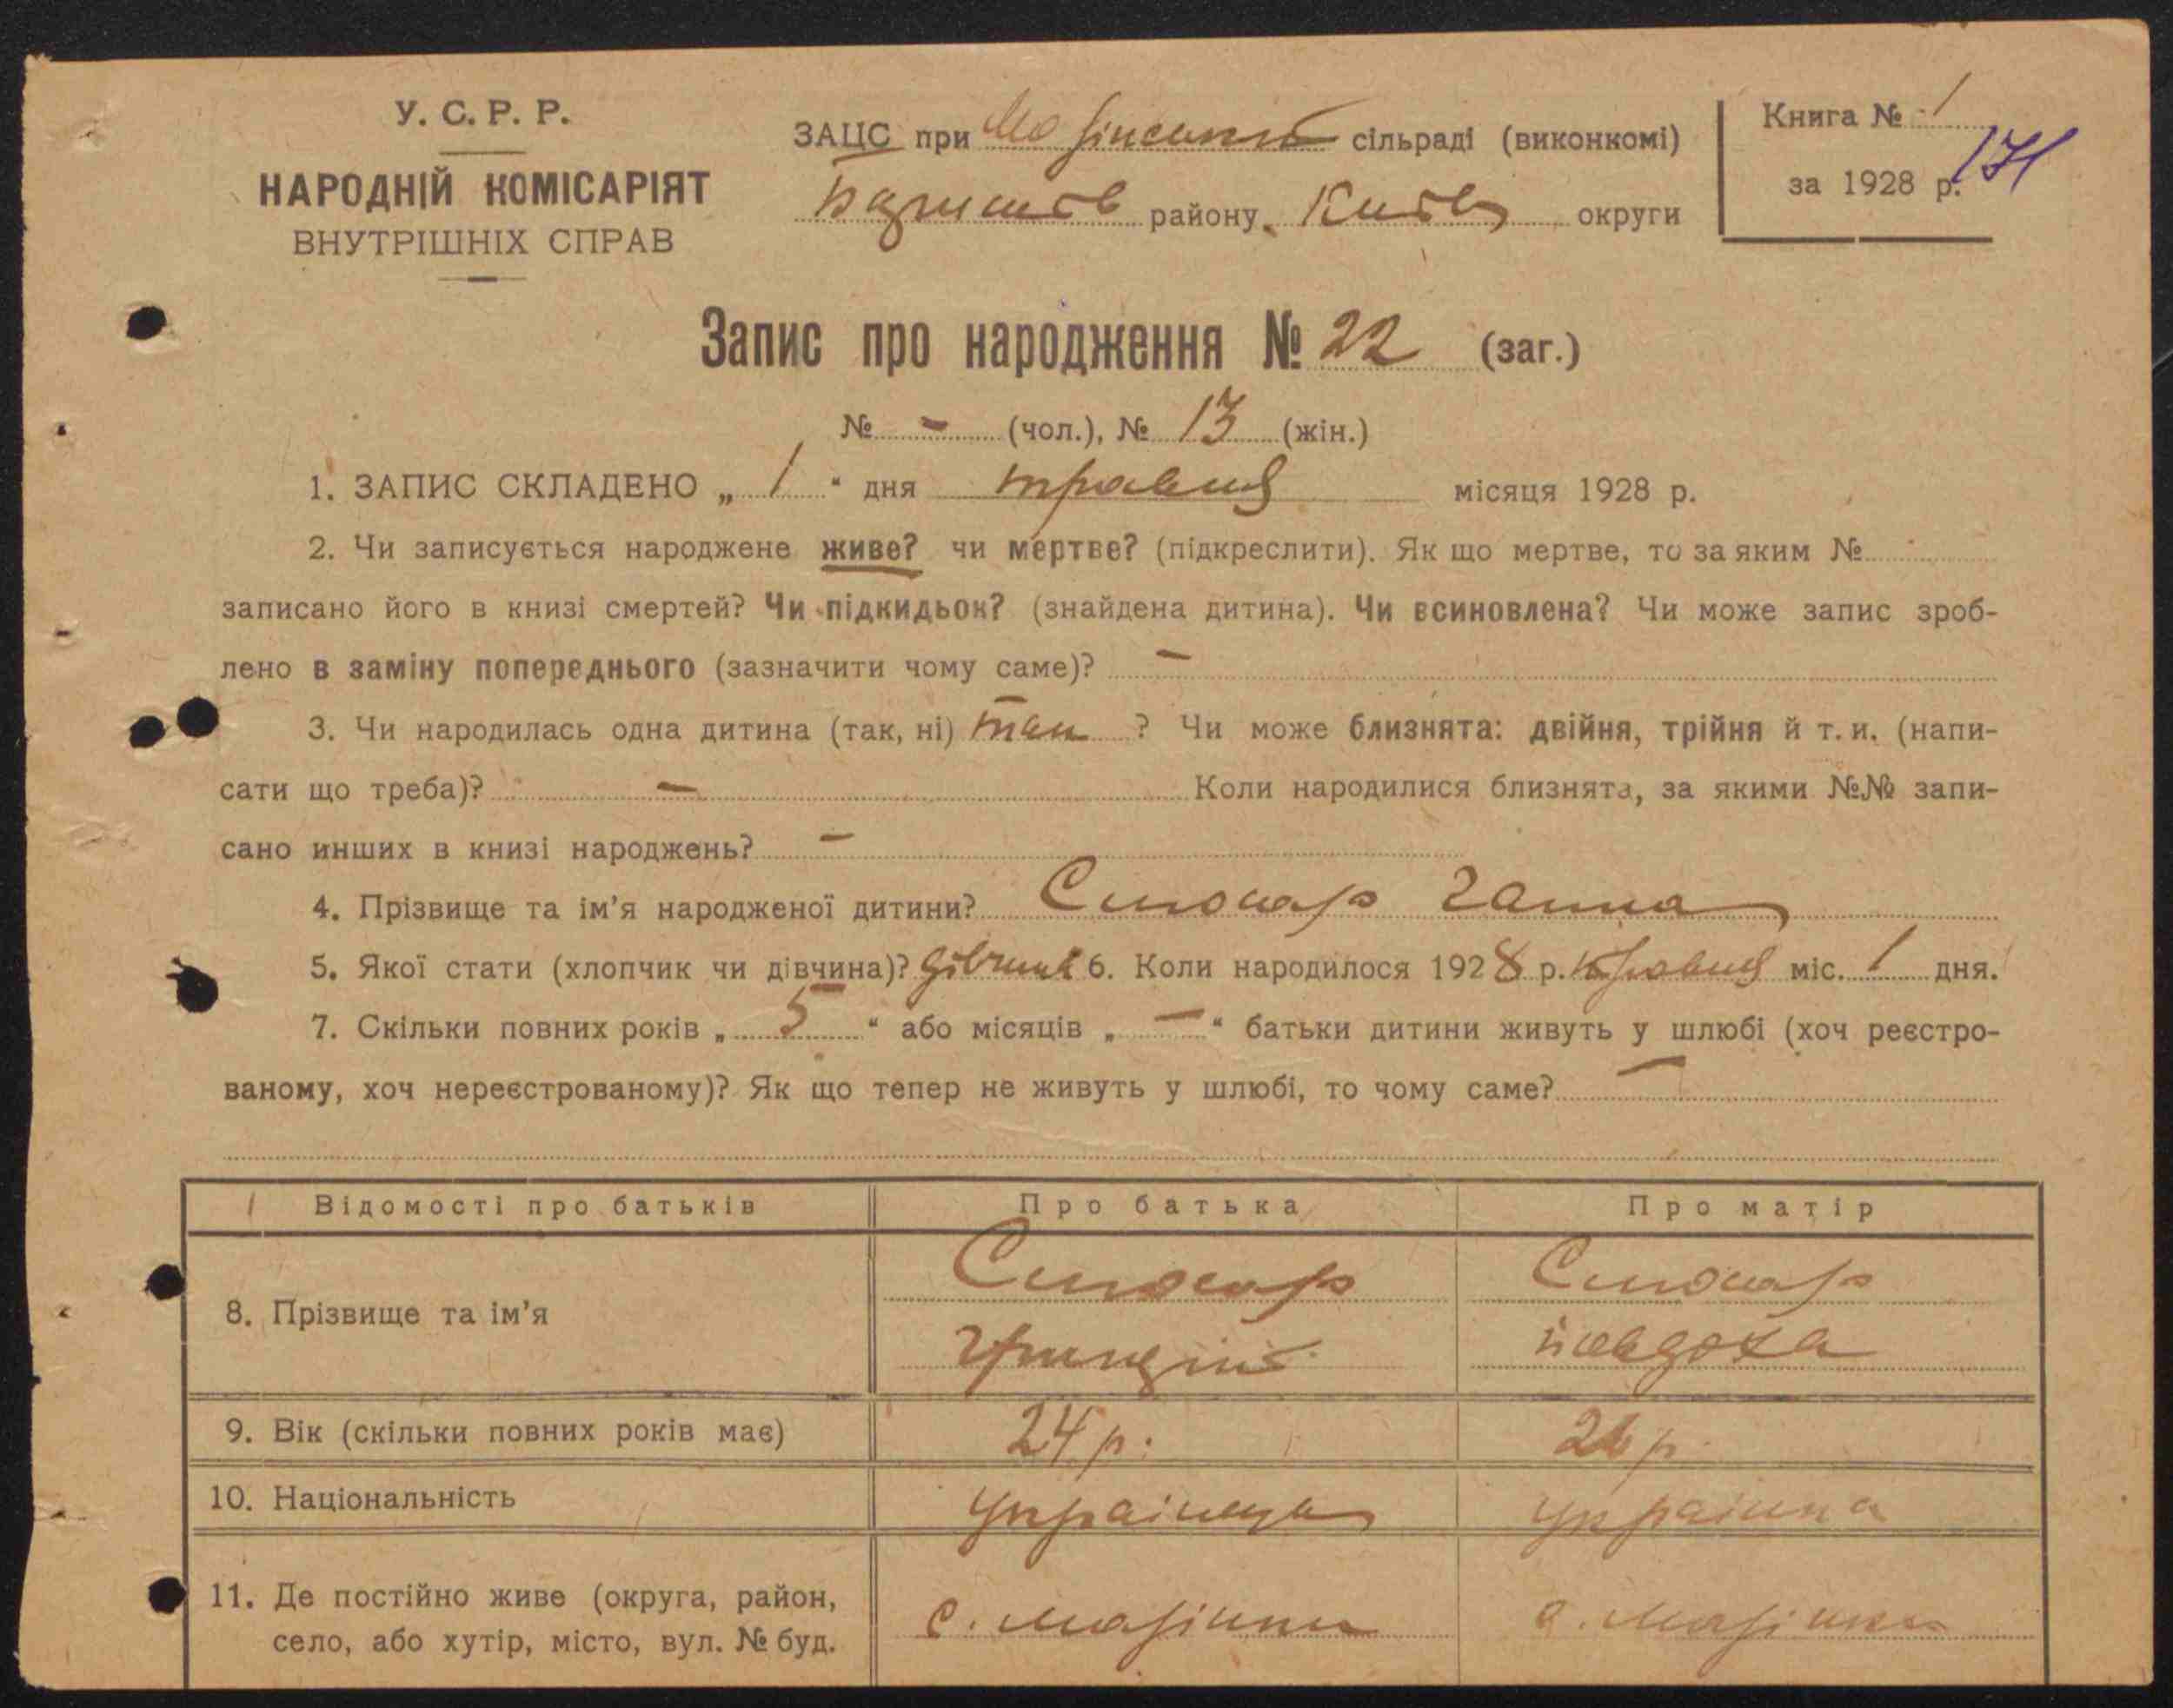 У. С. Р. Р.
НАРОДНІЙ КОМІСАРІЯТ
ВНУТРІШНІХ СПРАВ
ЗАЦС при сільраді (виконкомі)
району, Київ округи
Книга № 1
за 1928 р. 171
Запис про народження № 22 (заг.)
№ - (чол.), № 13 (жін.)
1. ЗАПИС СКЛАДЕНО „ 1 “ дня травня місяця 1928 р.
2. Чи записується народжене живе? чи мертве? (підкреслити). Як що мертве, то за яким №
записано його в книзі смертей? Чи підкидьок? (знайдена дитина). Чи всиновлена? Чи може запис зроб-
лено в заміну попереднього (зазначити чому саме)? —
3. Чи народилась одна дитина (так, ні) так ? Чи може близнята: двійня, трійня й т. и. (напи-
сати що треба)? — Коли народилися близнята, за якими №№ запи-
сано инших в книзі народжень? —
4. Прізвище та ім’я народженої дитини? Ганна
5. Якої стати (хлопчик чи дівчина)? дівчина 6. Коли народилося 1928 р. травня міс. 1 дня.
7. Скільки повних років „ 5 “ або місяців „ — “ батьки дитини живуть у шлюбі (хоч реєстро-
ваному, хоч нереєстрованому)? Як що тепер не живуть у шлюбі, то чому саме? —
Відомості про батьків Про батька Про матір
8. Прізвище та ім’я
9. Вік (скільки повних років має) 24 р. 26 р.
10. Національність українець українка
11. Де постійно живе (округа, район,
село, або хутір, місто, вул. № буд.
с. Мар'їнка с. Мар'їнка